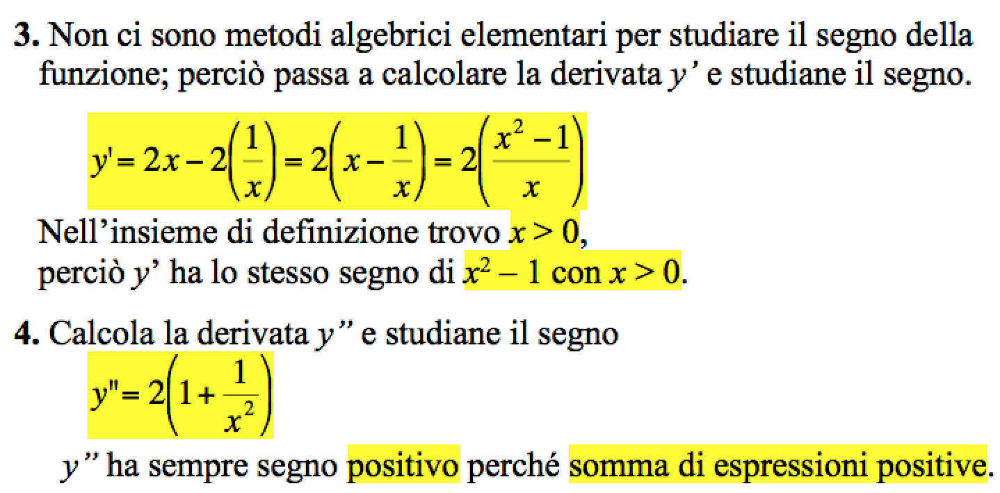 3. Non ci sono metodi algebrici elementari per studiare il segno della
funzione; perciò passa a calcolare la derivata y’ e studiane il segno.
y'= 2x − 2(1/x) = 2(x − 1/x) = 2((x² − 1)/x)
Nell’insieme di definizione trovo x > 0,
perciò y’ ha lo stesso segno di x² – 1 con x > 0.
4. Calcola la derivata y” e studiane il segno
y"= 2(1 + 1/x²)
y” ha sempre segno positivo perché somma di espressioni positive.